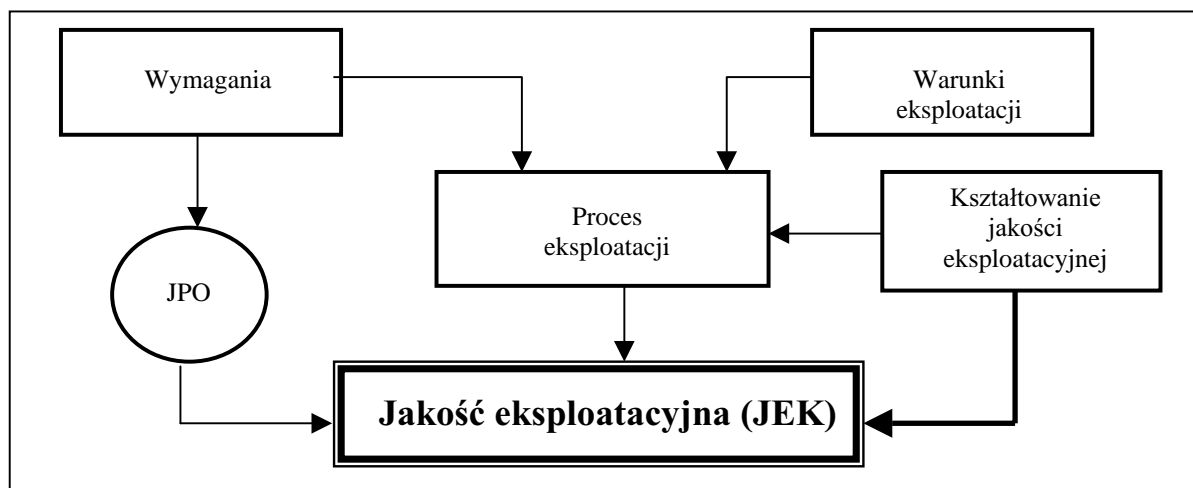 Wymagania
Warunki
eksploatacji
Proces
eksploatacji
Kształtowanie
jakości
eksploatacyjnej
JPO
Jakość eksploatacyjna (JEK)